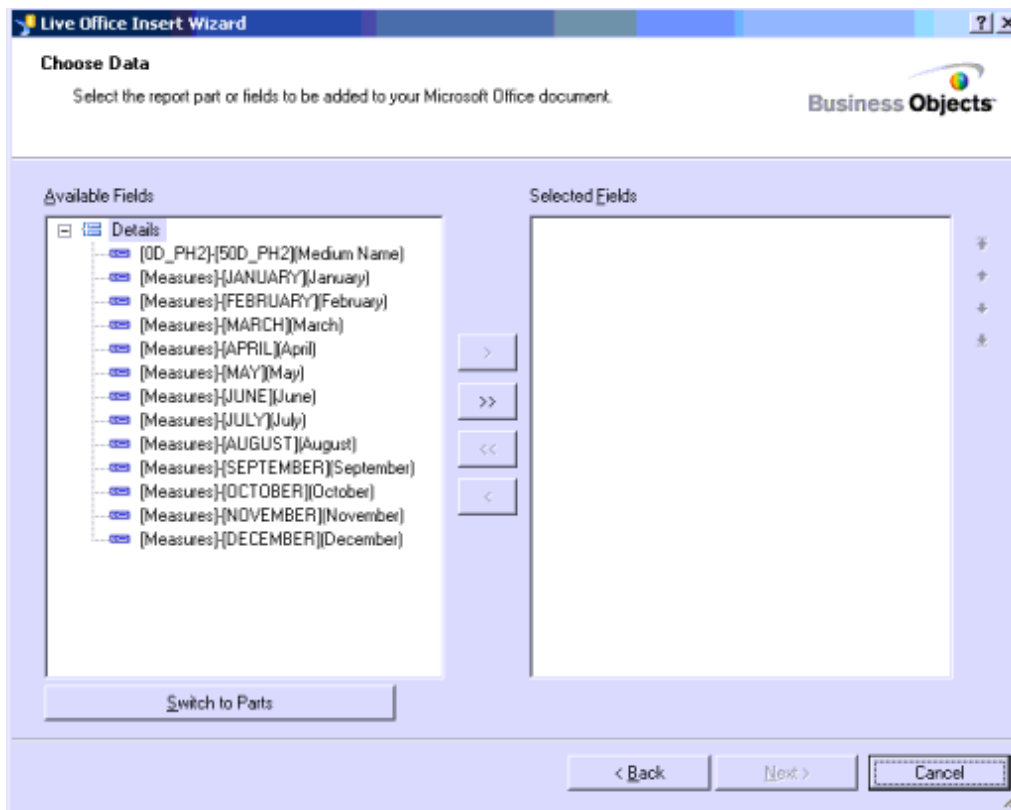 Live Office Insert Wizard
Choose Data
Select the report part or fields to be added to your Microsoft Office document.
Business Objects
Available Fields
Selected Fields
Details
[0D_PH2]-[50D_PH2](Medium Name)
[Measures]-[JANUARY](January)
[Measures]-[FEBRUARY](February)
[Measures]-[MARCH](March)
[Measures]-[APRIL](April)
[Measures]-[MAY](May)
[Measures]-[JUNE](June)
[Measures]-[JULY](July)
[Measures]-[AUGUST](August)
[Measures]-[SEPTEMBER](September)
[Measures]-[OCTOBER](October)
[Measures]-[NOVEMBER](November)
[Measures]-[DECEMBER](December)
>
>>
<<
<
Switch to Parts
< Back
Next >
Cancel